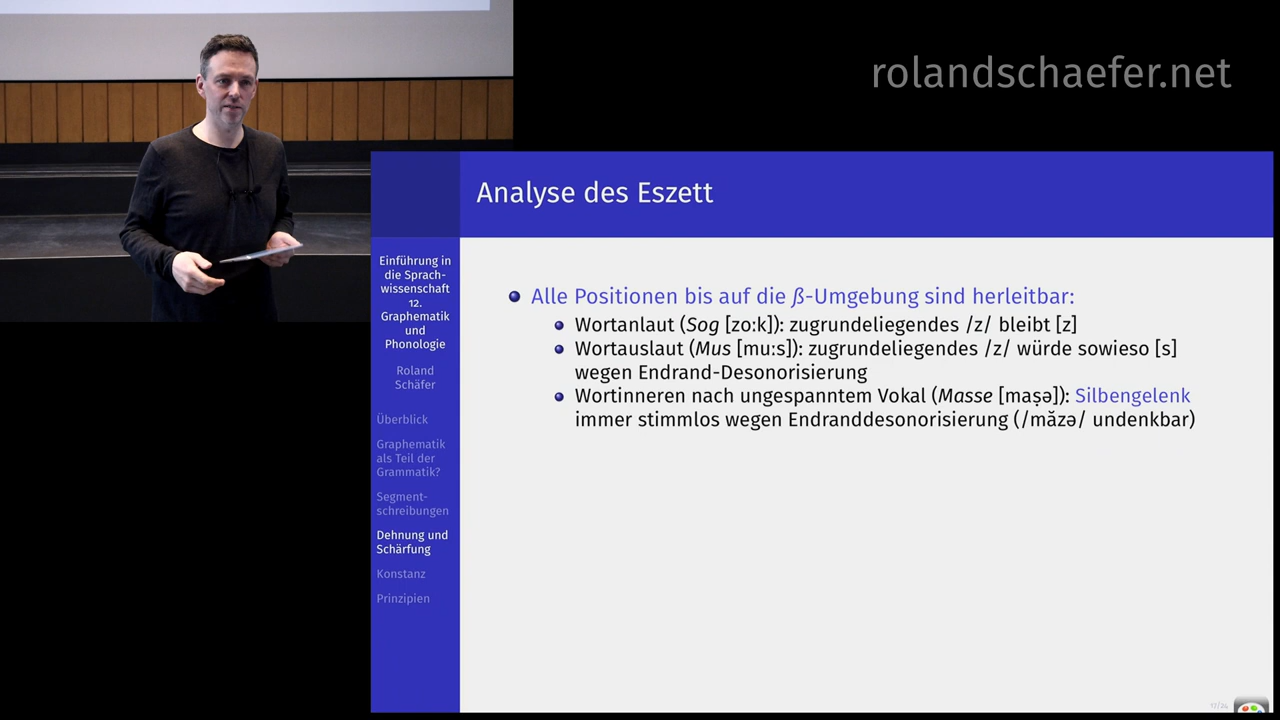 rolandschaefer.net
Analyse des Eszett
Einführung in
die Sprach-
wissenschaft
12.
Graphematik
und
Phonologie
Roland
Schäfer
Überblick
Graphematik
als Teil der
Grammatik?
Segment-
schreibungen
Dehnung und
Schärfung
Konstanz
Prinzipien
Alle Positionen bis auf die ß-Umgebung sind herleitbar:
Wortanlaut (Sog [zo:k]): zugrundeliegendes /z/ bleibt [z]
Wortauslaut (Mus [mu:s]): zugrundeliegendes /z/ würde sowieso [s]
wegen Endrand-Desonorisierung
Wortinneren nach ungespanntem Vokal (Masse [maṣə]): Silbengelenk
immer stimmlos wegen Endranddesonorisierung (/măzə/ undenkbar)
17/24